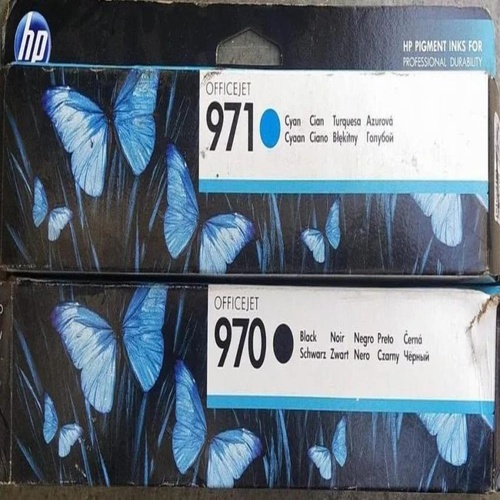 hp
HP PIGMENT INKS FOR
PROFESSIONAL DURABILITY
OFFICEJET
971
Cyan Cian Turquesa Azurová
Cyaan Ciano Błękitny Голубой
OFFICEJET
970
Black Noir Negro Preto Černá
Schwarz Zwart Nero Czarny Чёрный